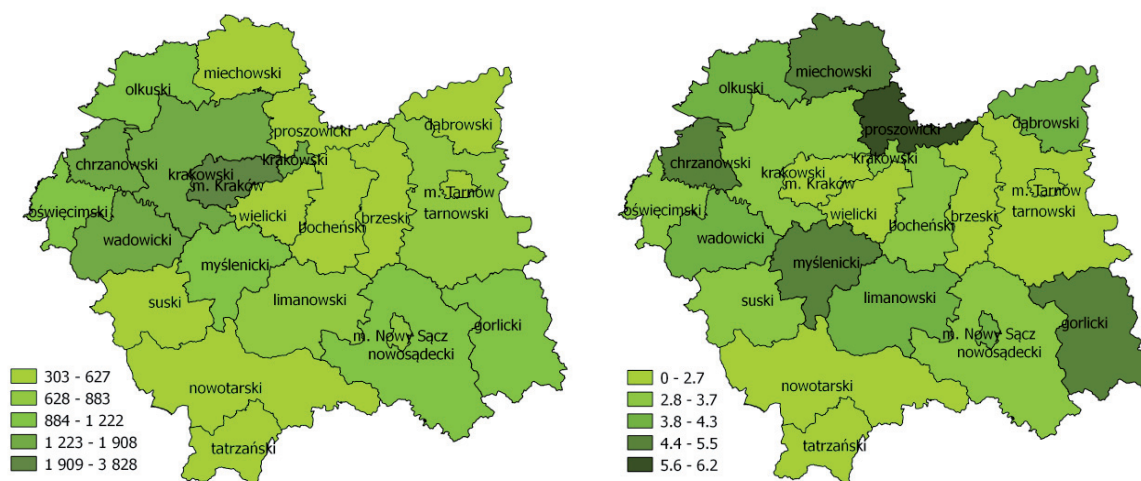 miechowski
olkuski
dąbrowski
proszowicki
chrzanowski
krakowski
krakowski
m. Kraków
m. Tarnów
oświęcimski
wielicki
tarnowski
bocheński
brzeski
wadowicki
myślenicki
suski
limanowski
gorlicki
m. Nowy Sącz
nowosądecki
nowotarski
tatrzański
303 - 627
628 - 883
884 - 1 222
1 223 - 1 908
1 909 - 3 828
miechowski
olkuski
dąbrowski
proszowicki
chrzanowski
krakowski
krakowski
m. Kraków
m. Tarnów
oświęcimski
wielicki
tarnowski
bocheński
brzeski
wadowicki
myślenicki
suski
limanowski
gorlicki
m. Nowy Sącz
nowosądecki
nowotarski
tatrzański
0 - 2.7
2.8 - 3.7
3.8 - 4.3
4.4 - 5.5
5.6 - 6.2